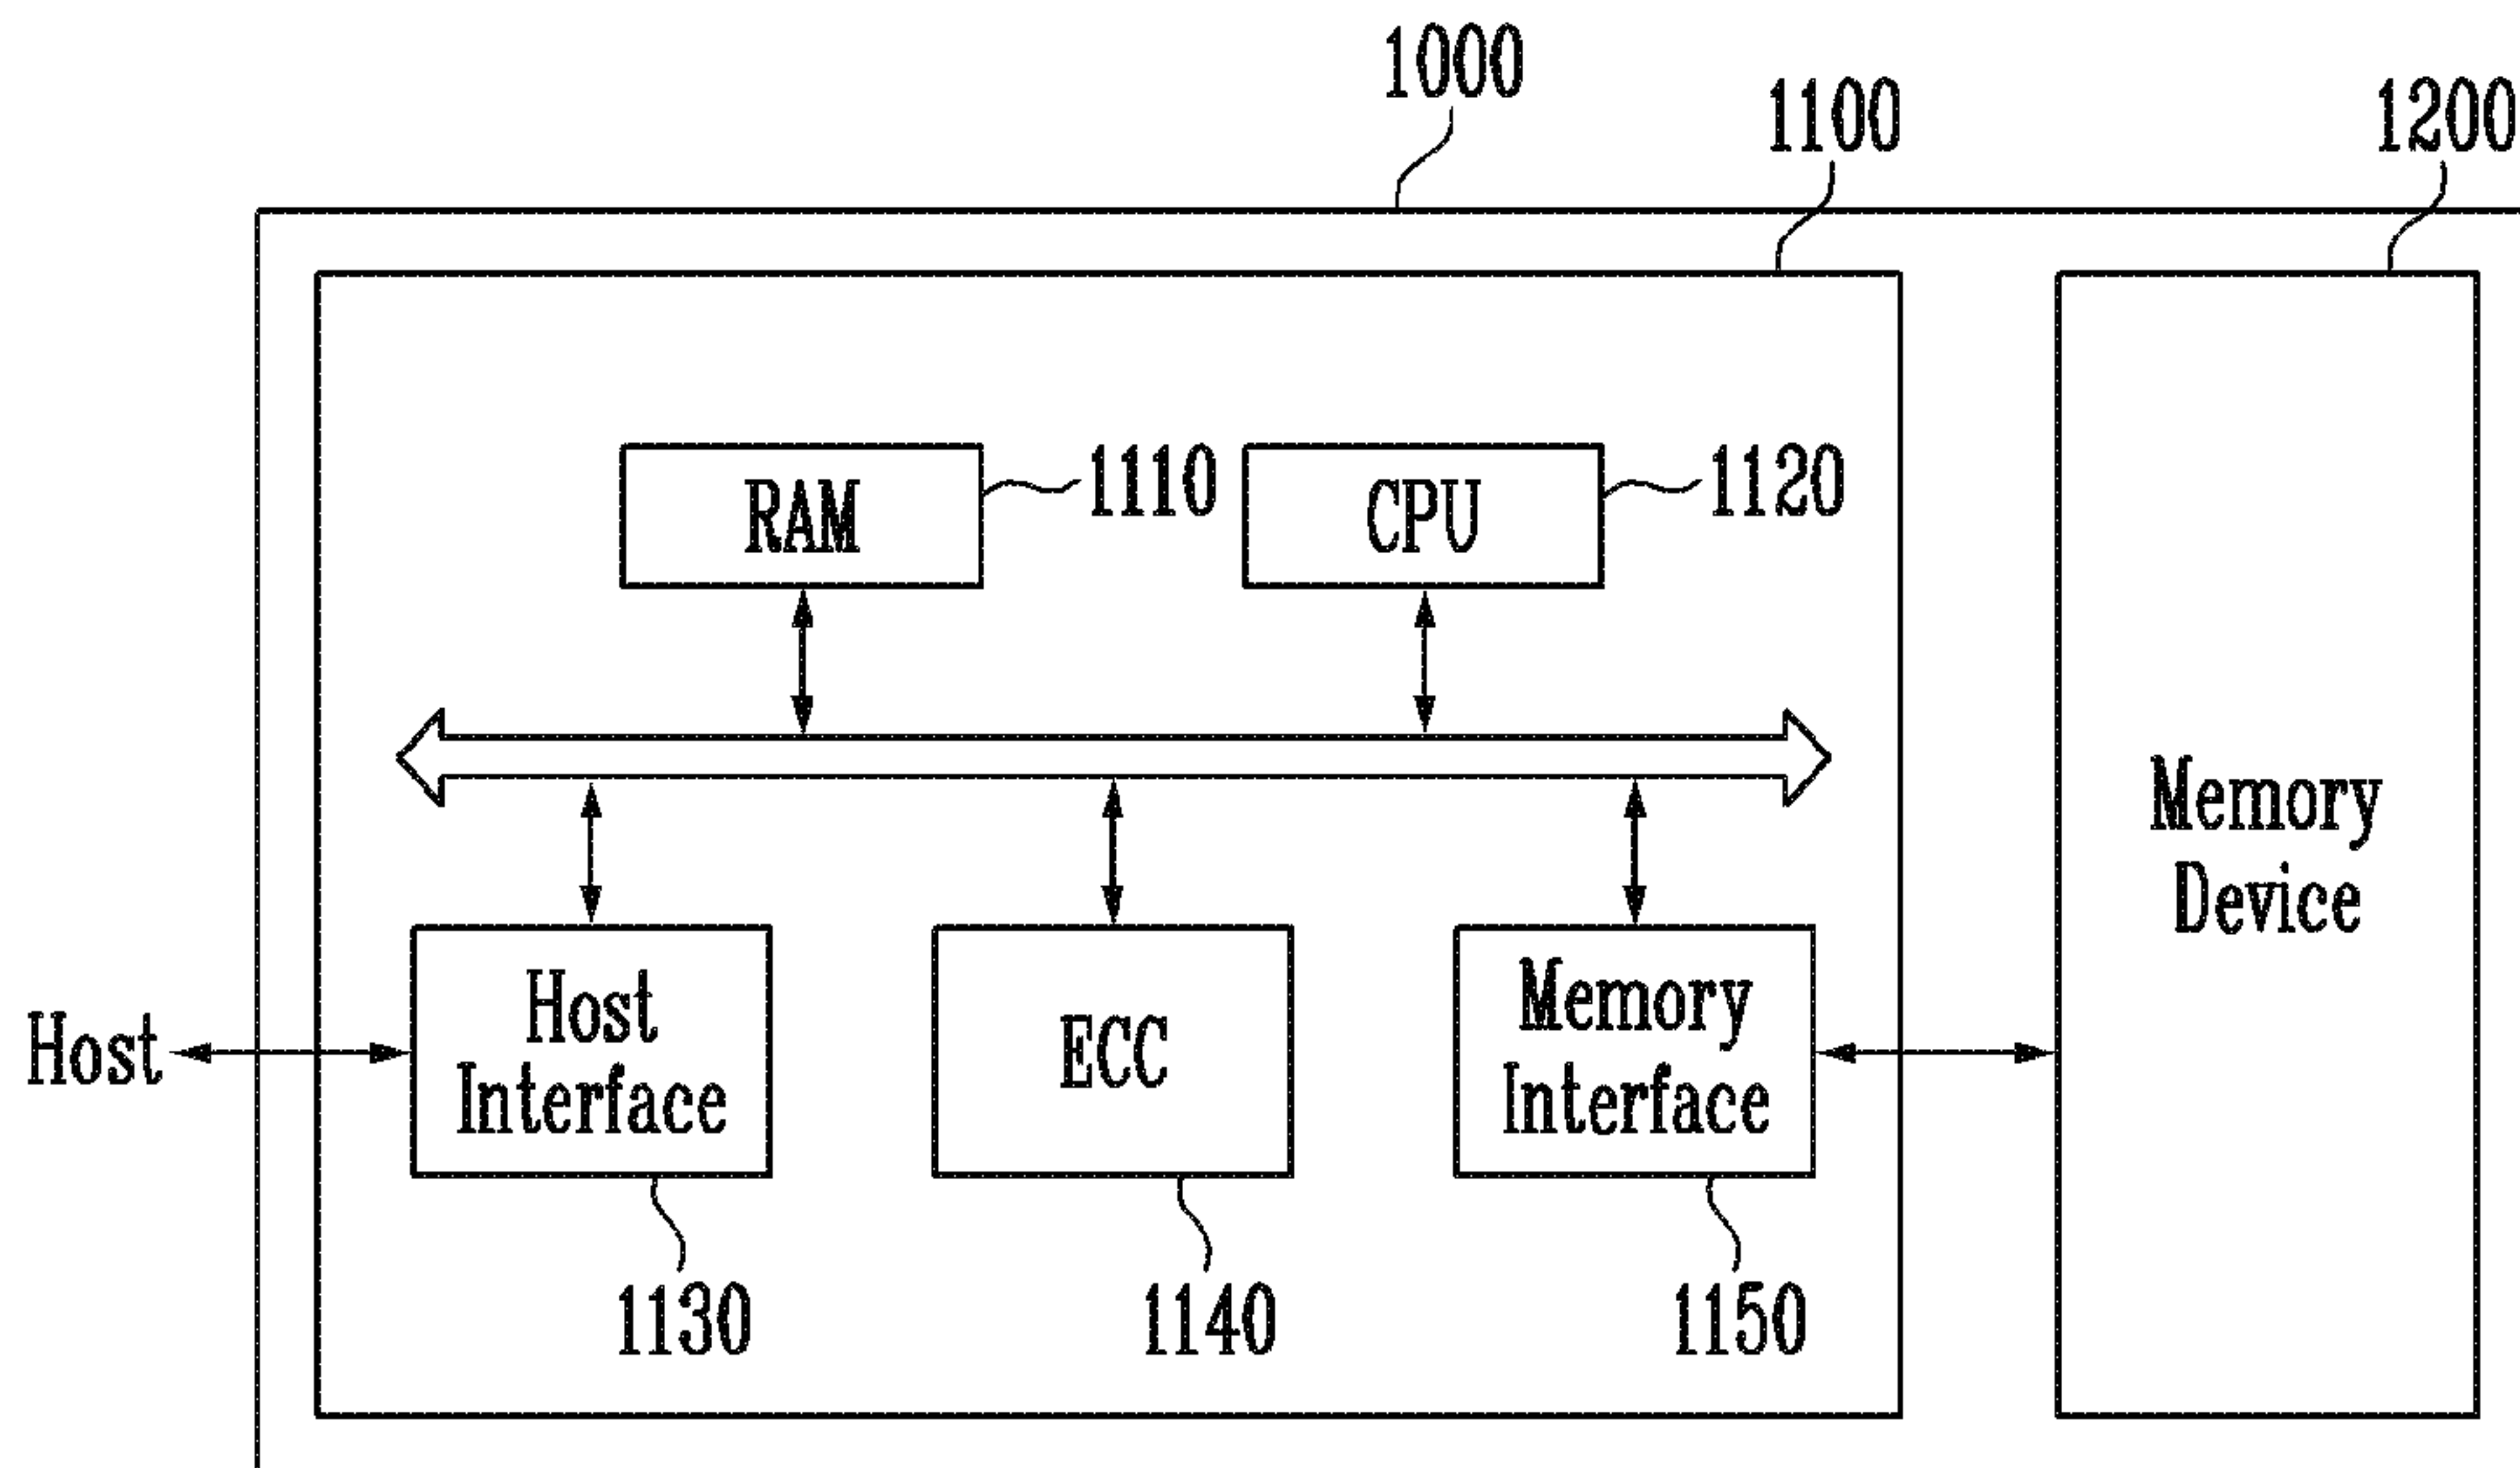 1000
1100
1200
RAM
1110
CPU
1120
Memory
Device
Host
Host
Interface
ECC
Memory
Interface
1130
1140
1150